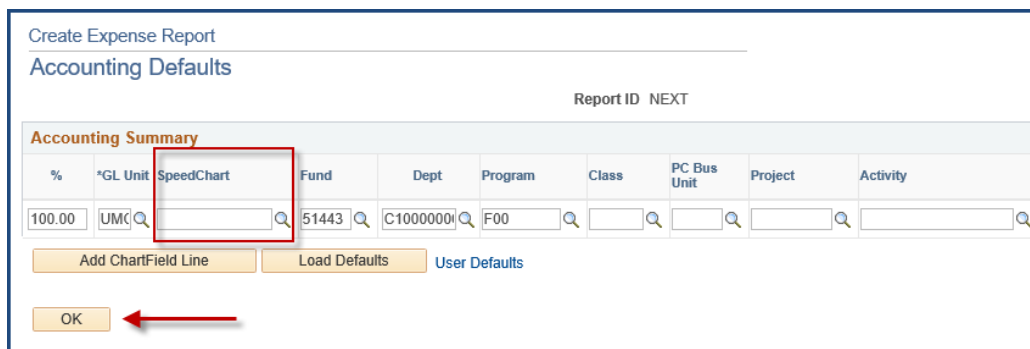 Create Expense Report
Accounting Defaults
Report ID NEXT
Accounting Summary
% *GL Unit SpeedChart Fund Dept Program Class PC Bus Unit Project Activity
100.00 UMC 51443 C1000000 F00
Add ChartField Line Load Defaults User Defaults
OK